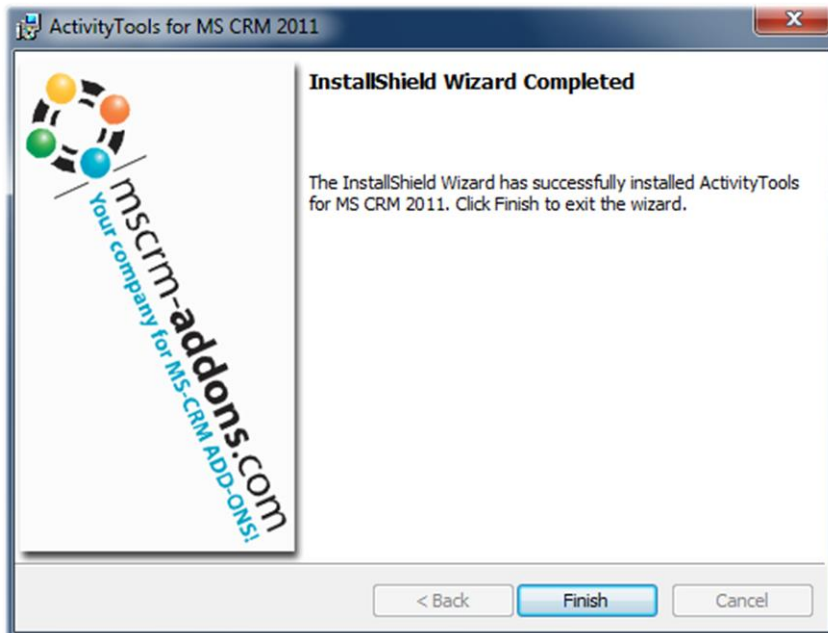 ActivityTools for MS CRM 2011
x
InstallShield Wizard Completed
The InstallShield Wizard has successfully installed ActivityTools
for MS CRM 2011. Click Finish to exit the wizard.
mscrm-addons.com
Your company for MS-CRM ADD-ONS!
< Back
Finish
Cancel